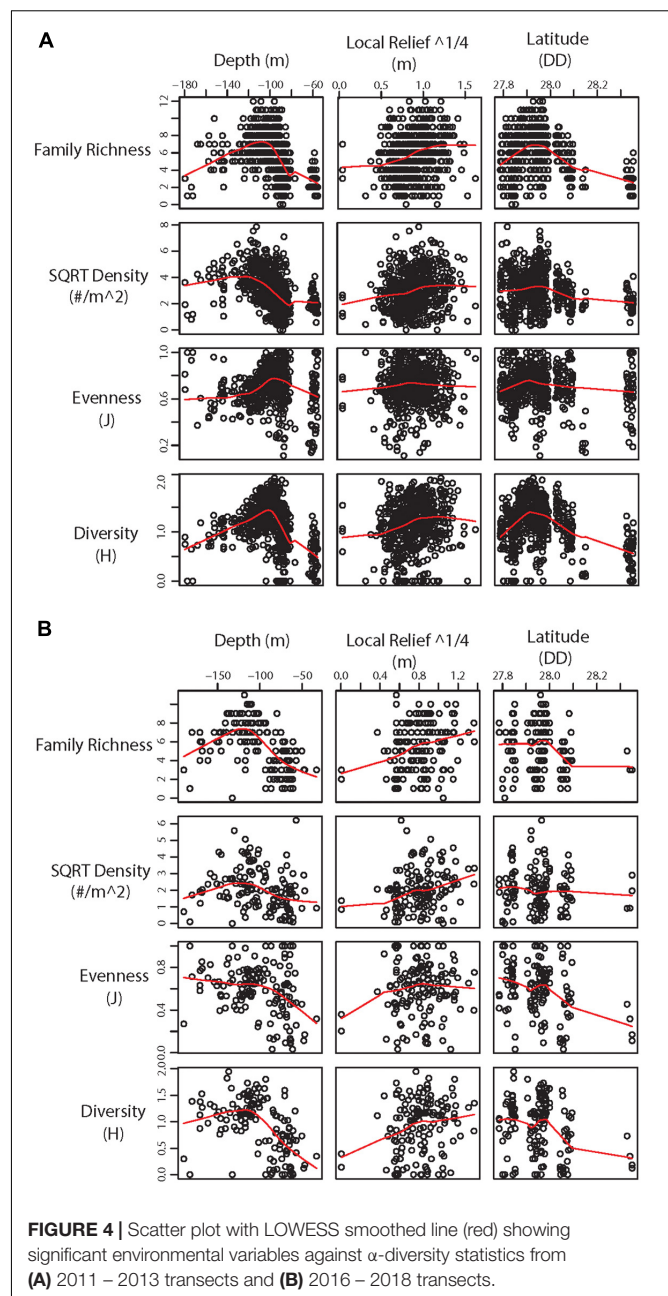 A
Depth (m)
Local Relief ^1/4
(m)
Latitude
(DD)
−180 −140 −100 −60
0.0 0.5 1.0 1.5
27.8 28.2
Family Richness
0 2 4 6 8 10 12
SQRT Density
(#/m^2)
0 2 4 6 8
Evenness
(J)
0.2 0.6 1.0
Diversity
(H)
0.0 1.0 2.0
B
Depth (m)
Local Relief ^1/4
(m)
Latitude
(DD)
−150 −100 −50
0.0 0.4 0.8 1.2
27.8 28.0 28.2
Family Richness
0 2 4 6 8
SQRT Density
(#/m^2)
0 1 2 3 4 5 6
Evenness
(J)
0.0 0.4 0.8
Diversity
(H)
0.0 0.5 1.0 1.5 2.0
FIGURE 4 | Scatter plot with LOWESS smoothed line (red) showing
significant environmental variables against α-diversity statistics from
(A) 2011 – 2013 transects and (B) 2016 – 2018 transects.